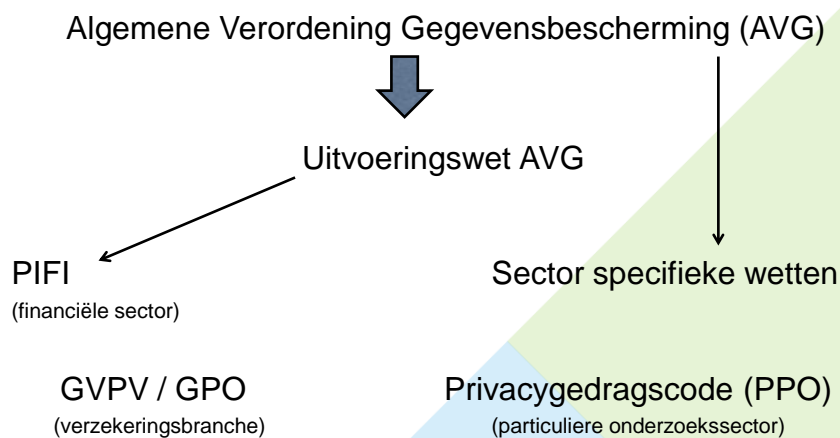 Algemene Verordening Gegevensbescherming (AVG)
Uitvoeringswet AVG
PIFI
(financiële sector)
Sector specifieke wetten
GVPV / GPO
(verzekeringsbranche)
Privacygedragscode (PPO)
(particuliere onderzoekssector)